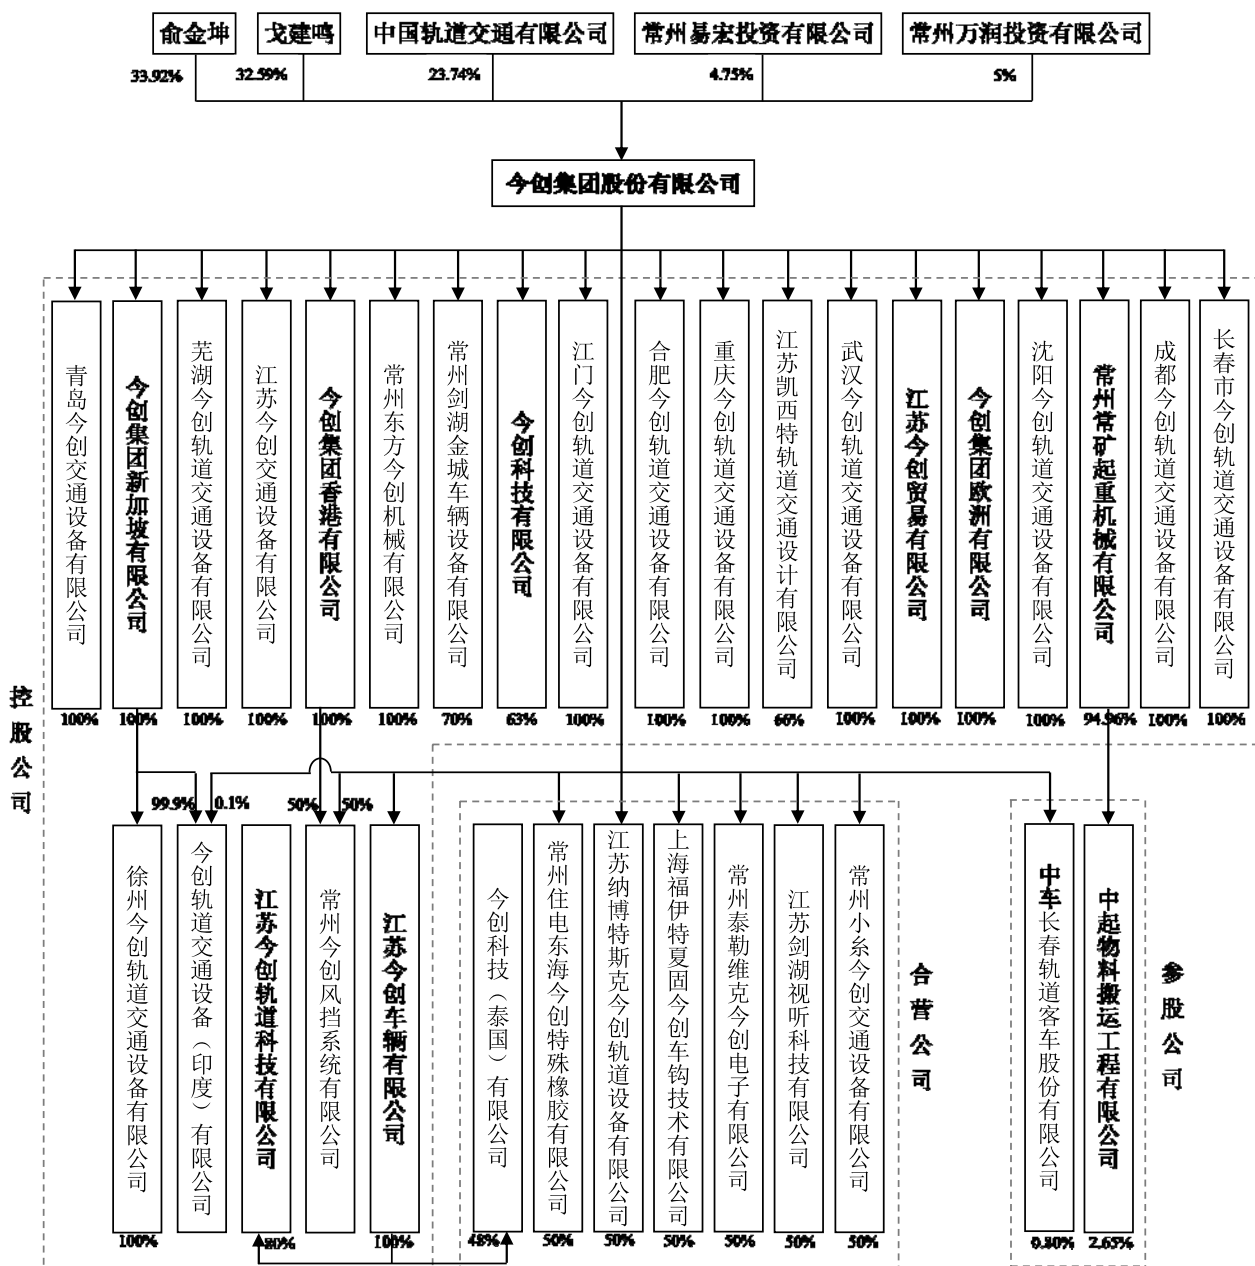 俞金坤
戈建鸣
中国轨道交通有限公司
常州易宏投资有限公司
常州万润投资有限公司
33.92%
32.59%
23.74%
4.75%
5%
今创集团股份有限公司
青岛今创交通设备有限公司
今创集团新加坡有限公司
芜湖今创轨道交通设备有限公司
江苏今创交通设备有限公司
今创集团香港有限公司
常州东方今创机械有限公司
常州剑湖金城车辆设备有限公司
今创科技有限公司
江门今创轨道交通设备有限公司
合肥今创轨道交通设备有限公司
重庆今创轨道交通设备有限公司
江苏凯西特轨道交通设计有限公司
武汉今创轨道交通设备有限公司
江苏今创贸易有限公司
今创集团欧洲有限公司
沈阳今创轨道交通设备有限公司
常州常矿起重机械有限公司
成都今创轨道交通设备有限公司
长春市今创轨道交通设备有限公司
100%
100%
100%
100%
100%
100%
70%
63%
100%
100%
100%
66%
100%
100%
100%
100%
94.96%
100%
100%
控股公司
99.9%
0.1%
50%
50%
徐州今创轨道交通设备有限公司
今创轨道交通设备（印度）有限公司
江苏今创轨道科技有限公司
常州今创风挡系统有限公司
江苏今创车辆有限公司
今创科技（泰国）有限公司
常州住电东海今创特殊橡胶有限公司
江苏纳博特斯克今创轨道设备有限公司
上海福伊特夏固今创车钩技术有限公司
常州泰勒维克今创电子有限公司
江苏剑湖视听科技有限公司
常州小糸今创交通设备有限公司
合营公司
中车长春轨道客车股份有限公司
中起物料搬运工程有限公司
参股公司
100%
80%
100%
48%
50%
50%
50%
50%
50%
50%
0.80%
2.65%